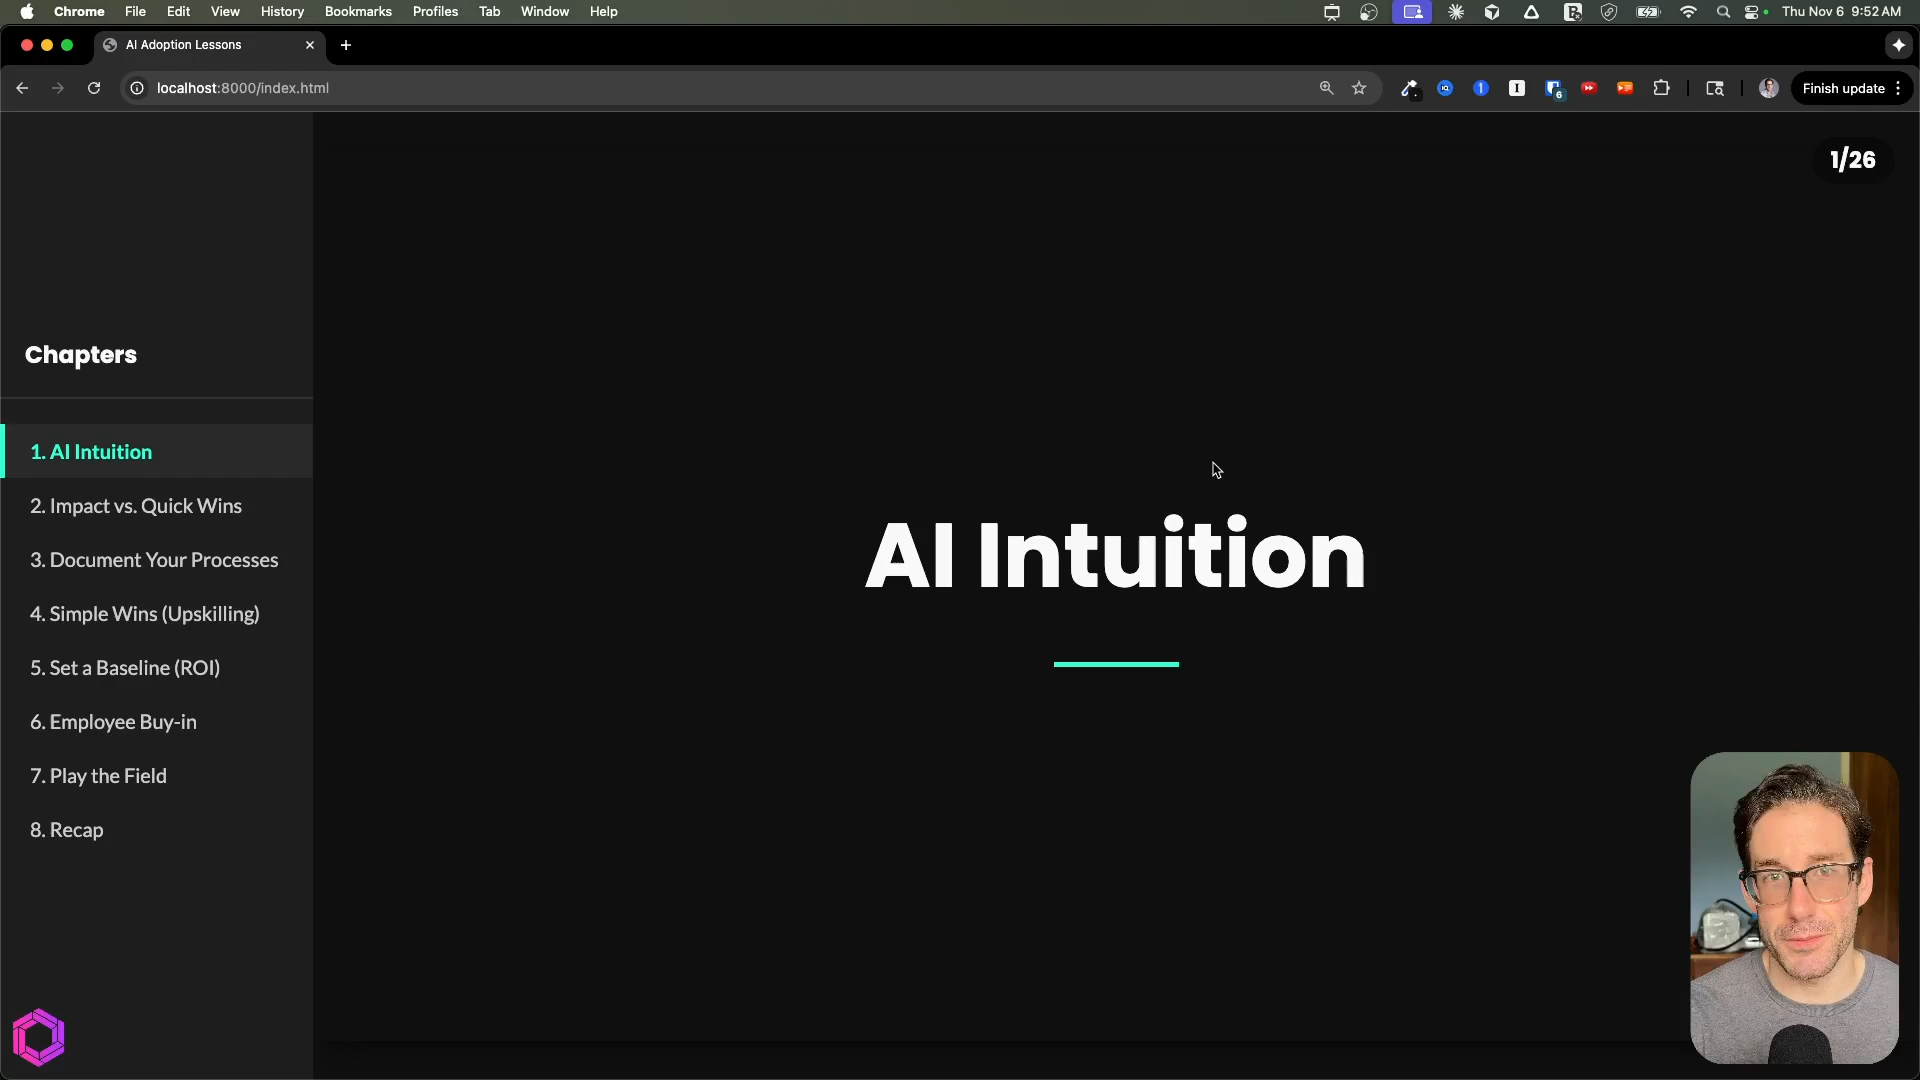 Chrome File Edit View History Bookmarks Profiles Tab Window Help
Thu Nov 6 9:52 AM
AI Adoption Lessons
localhost:8000/index.html
6
Finish update
1/26
Chapters
1. AI Intuition
2. Impact vs. Quick Wins
3. Document Your Processes
4. Simple Wins (Upskilling)
5. Set a Baseline (ROI)
6. Employee Buy-in
7. Play the Field
8. Recap
AI Intuition